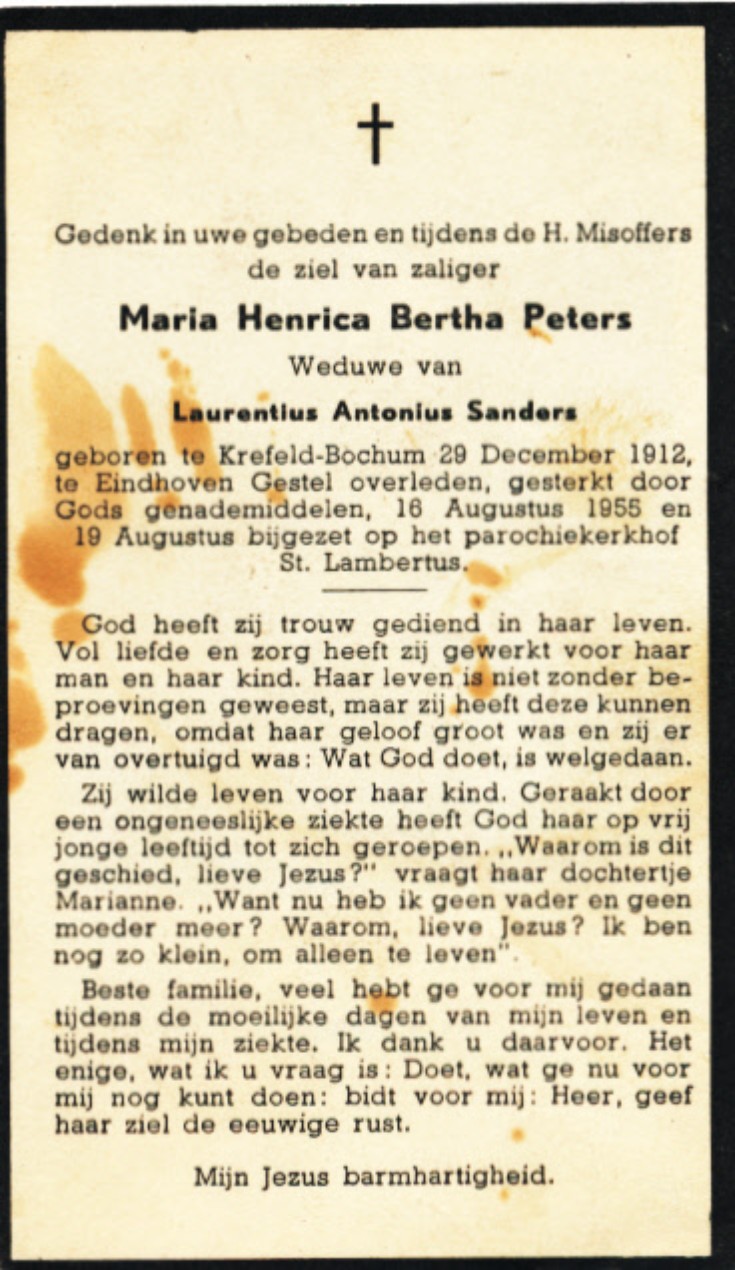 Gedenk in uwe gebeden en tijdens de H. Misoffers
de ziel van zaliger
Maria Henrica Bertha Peters
Weduwe van
Laurentius Antonius Sanders
geboren te Krefeld-Bochum 29 December 1912,
te Eindhoven Gestel overleden, gesterkt door
Gods genademiddelen, 16 Augustus 1955 en
19 Augustus bijgezet op het parochiekerkhof
St. Lambertus.
God heeft zij trouw gediend in haar leven.
Vol liefde en zorg heeft zij gewerkt voor haar
man en haar kind. Haar leven is niet zonder be-
proevingen geweest, maar zij heeft deze kunnen
dragen, omdat haar geloof groot was en zij er
van overtuigd was: Wat God doet, is welgedaan.
Zij wilde leven voor haar kind. Geraakt door
een ongeneeslijke ziekte heeft God haar op vrij
jonge leeftijd tot zich geroepen. „Waarom is dit
geschied, lieve Jezus?" vraagt haar dochtertje
Marianne. „Want nu heb ik geen vader en geen
moeder meer? Waarom, lieve Jezus? Ik ben
nog zo klein, om alleen te leven".
Beste familie, veel hebt ge voor mij gedaan
tijdens de moeilijke dagen van mijn leven en
tijdens mijn ziekte. Ik dank u daarvoor. Het
enige, wat ik u vraag is: Doet, wat ge nu voor
mij nog kunt doen: bidt voor mij: Heer, geef
haar ziel de eeuwige rust.
Mijn Jezus barmhartigheid.